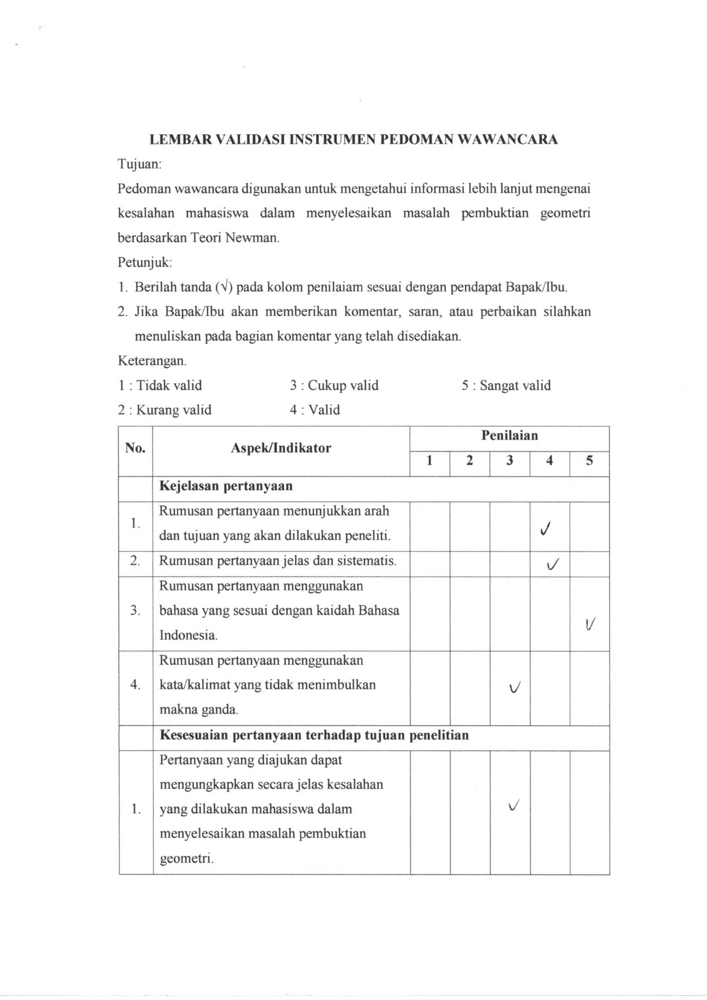 LEMBAR VALIDASI INSTRUMEN PEDOMAN WAWANCARA
Tujuan:
Pedoman wawancara digunakan untuk mengetahui informasi lebih lanjut mengenai
kesalahan mahasiswa dalam menyelesaikan masalah pembuktian geometri
berdasarkan Teori Newman.
Petunjuk:
1. Berilah tanda (√) pada kolom penilaiam sesuai dengan pendapat Bapak/Ibu.
2. Jika Bapak/Ibu akan memberikan komentar, saran, atau perbaikan silahkan
menuliskan pada bagian komentar yang telah disediakan.
Keterangan.
1 : Tidak valid 3 : Cukup valid 5 : Sangat valid
2 : Kurang valid 4 : Valid
No. Aspek/Indikator Penilaian
1 2 3 4 5
Kejelasan pertanyaan
1. Rumusan pertanyaan menunjukkan arah
dan tujuan yang akan dilakukan peneliti. ✓
2. Rumusan pertanyaan jelas dan sistematis. ✓
Rumusan pertanyaan menggunakan
3. bahasa yang sesuai dengan kaidah Bahasa
Indonesia. ✓
Rumusan pertanyaan menggunakan
4. kata/kalimat yang tidak menimbulkan ✓
makna ganda.
Kesesuaian pertanyaan terhadap tujuan penelitian
Pertanyaan yang diajukan dapat
mengungkapkan secara jelas kesalahan
1. yang dilakukan mahasiswa dalam ✓
menyelesaikan masalah pembuktian
geometri.